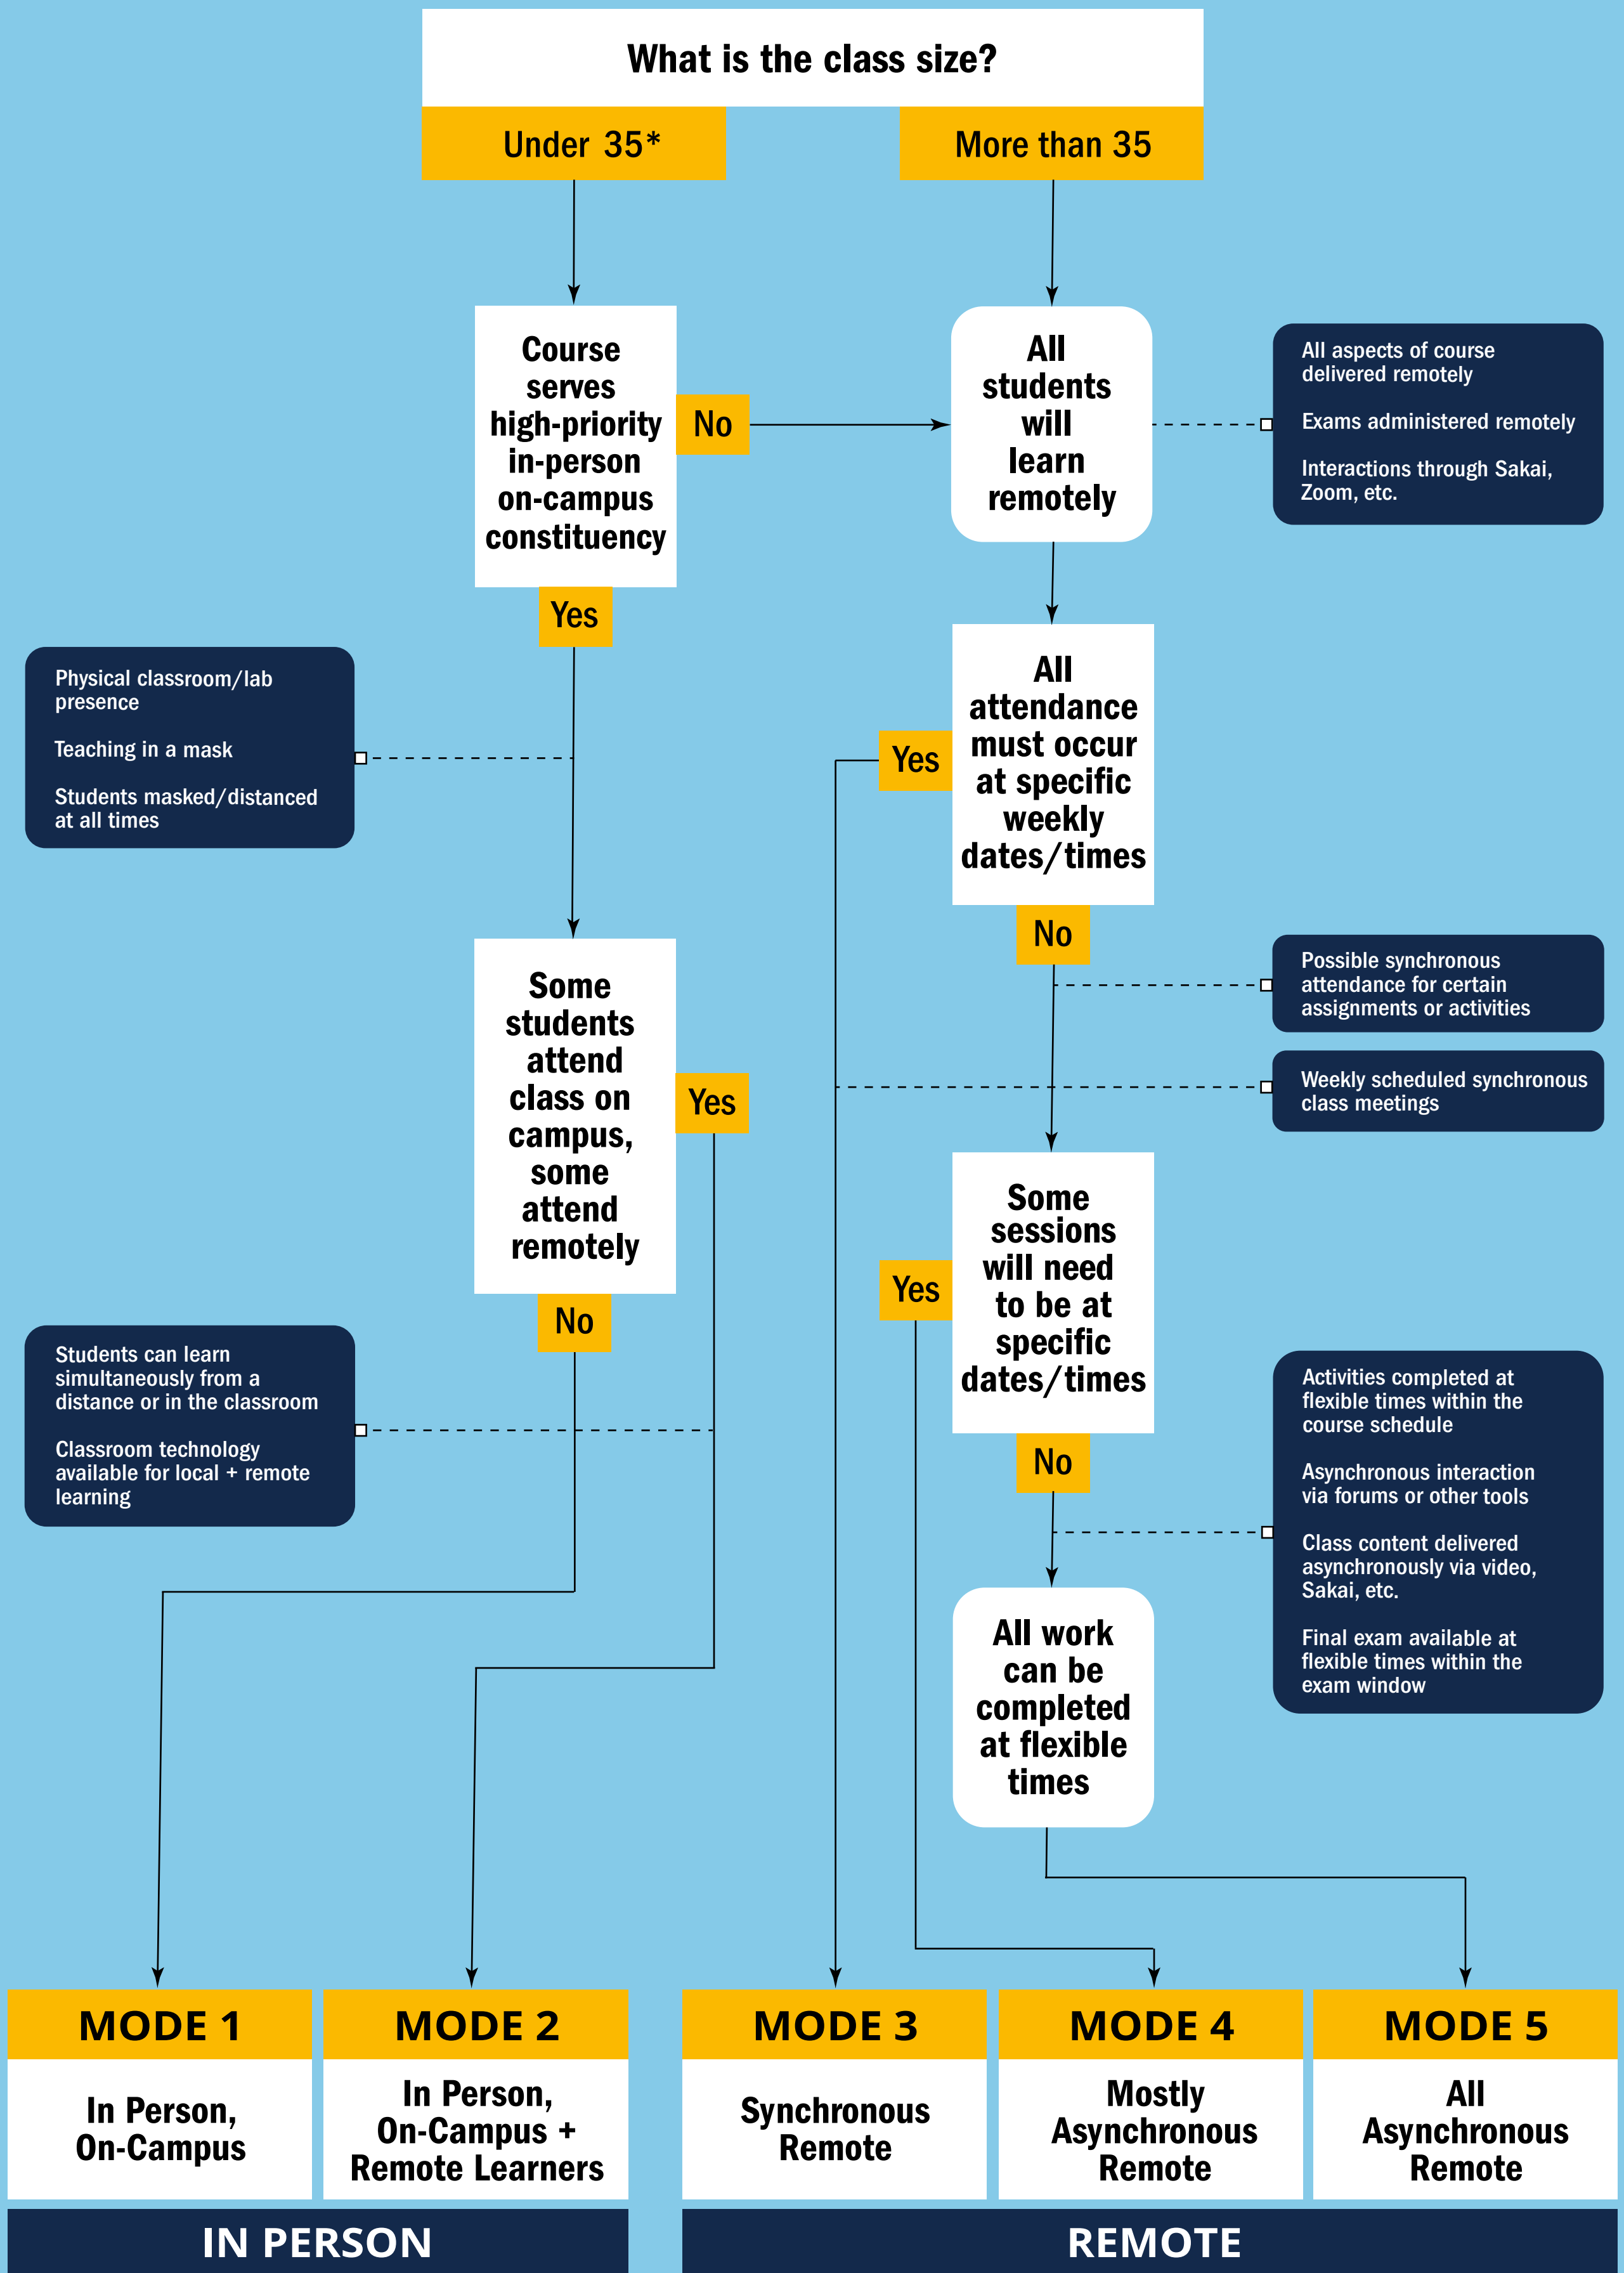 What is the class size?
Under 35*
More than 35
Course
serves
high-priority
in-person
on-campus
constituency
No
Yes
All
students
will
learn
remotely
All aspects of course
delivered remotely
Exams administered remotely
Interactions through Sakai,
Zoom, etc.
Physical classroom/lab
presence
Teaching in a mask
Students masked/distanced
at all times
All
attendance
must occur
at specific
weekly
dates/times
Yes
No
Possible synchronous
attendance for certain
assignments or activities
Weekly scheduled synchronous
class meetings
Some
students
attend
class on
campus,
some
attend
remotely
Yes
No
Some
sessions
will need
to be at
specific
dates/times
Yes
No
Students can learn
simultaneously from a
distance or in the classroom
Classroom technology
available for local + remote
learning
Activities completed at
flexible times within the
course schedule
Asynchronous interaction
via forums or other tools
Class content delivered
asynchronously via video,
Sakai, etc.
Final exam available at
flexible times within the
exam window
All work
can be
completed
at flexible
times
MODE 1
In Person,
On-Campus
MODE 2
In Person,
On-Campus +
Remote Learners
MODE 3
Synchronous
Remote
MODE 4
Mostly
Asynchronous
Remote
MODE 5
All
Asynchronous
Remote
IN PERSON
REMOTE